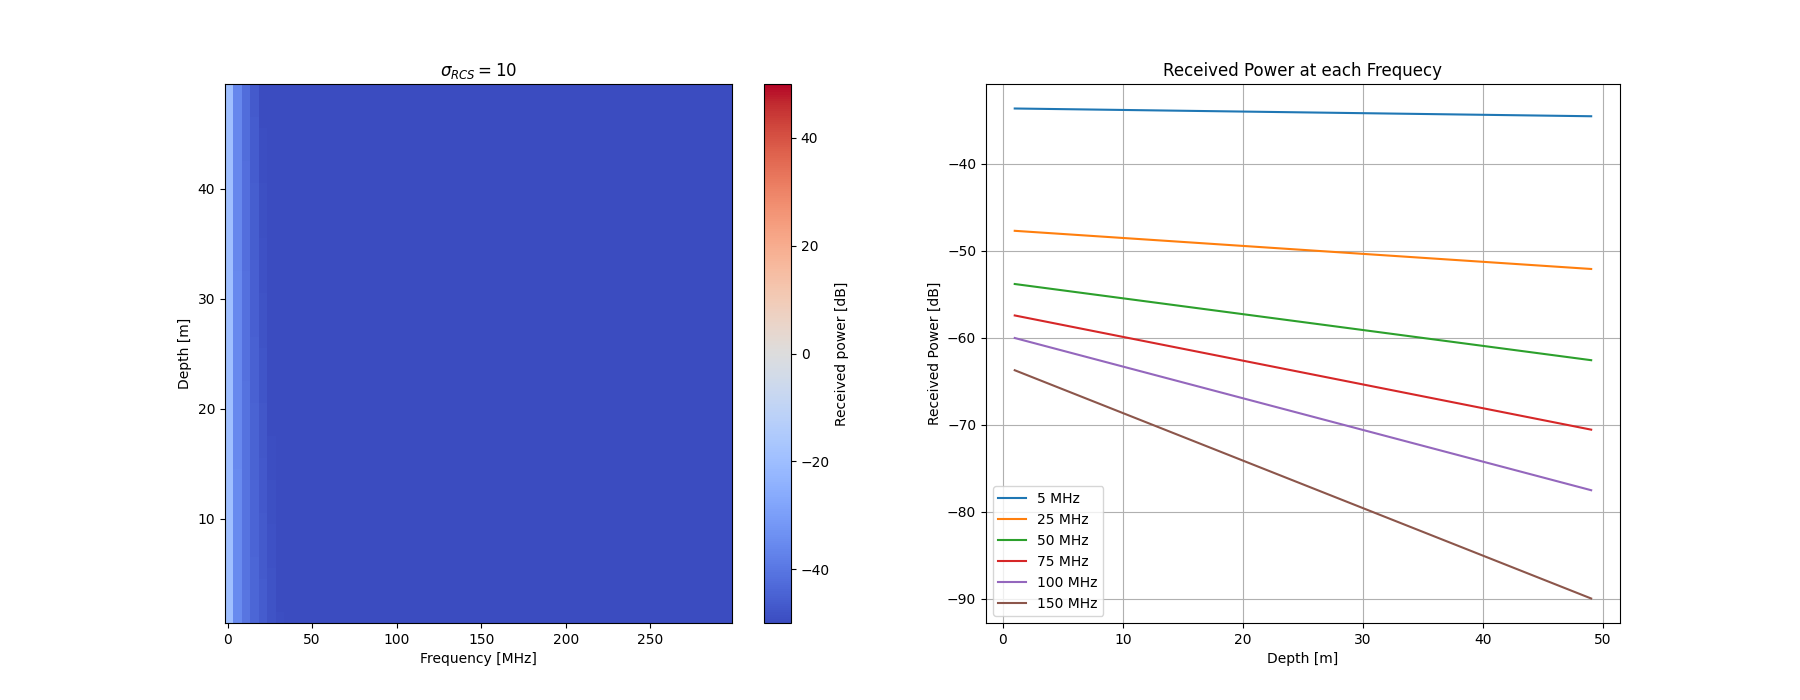 σRCS = 10
40
30
20
10
Depth [m]
0 50 100 150 200 250
Frequency [MHz]
40
20
0
−20
−40
Received power [dB]
Received Power at each Frequecy
−40
−50
−60
−70
−80
−90
Received Power [dB]
5 MHz
25 MHz
50 MHz
75 MHz
100 MHz
150 MHz
0 10 20 30 40 50
Depth [m]